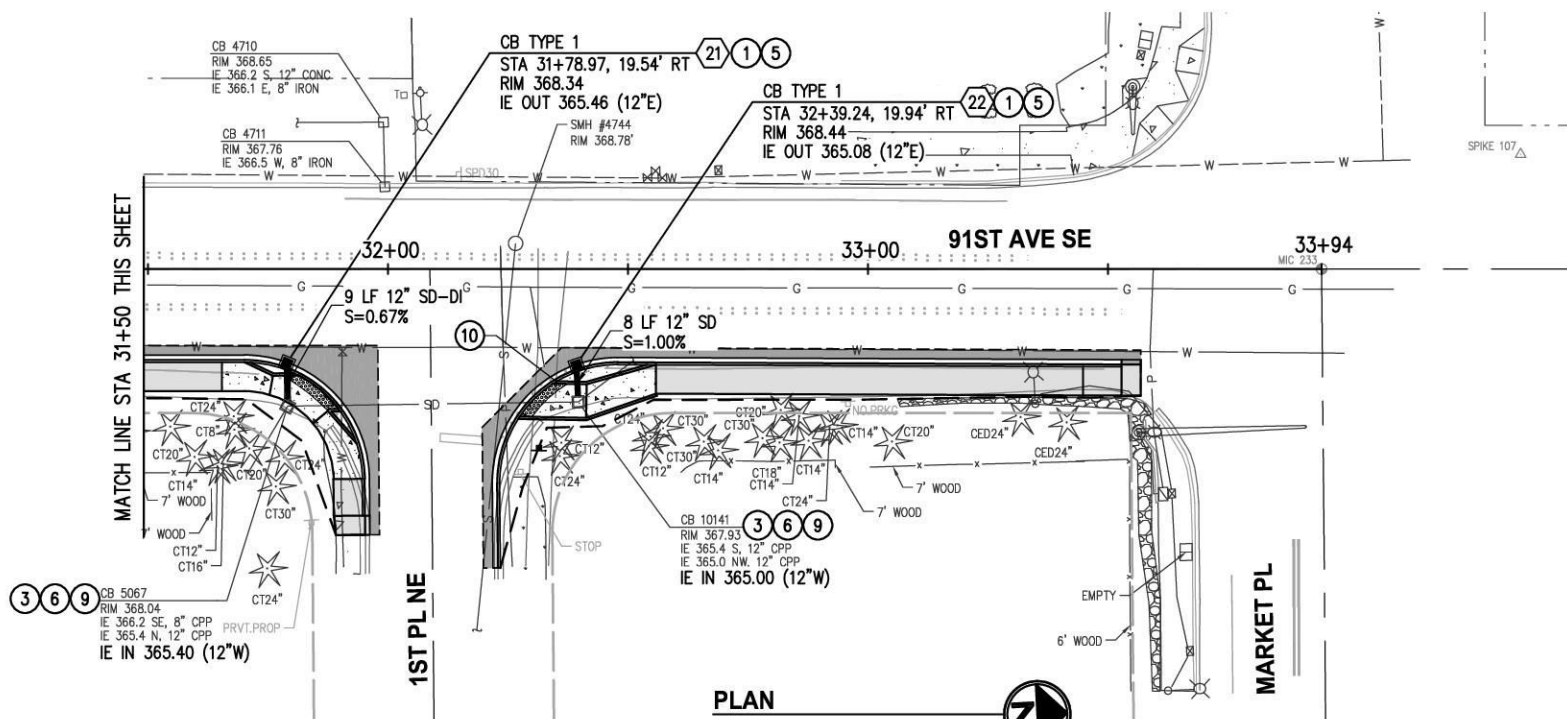 CB 4710
RIM 368.65
IE 366.2 S, 12" CONC
IE 366.1 E, 8" IRON
CB 4711
RIM 367.76
IE 366.5 W, 8" IRON
CB TYPE 1
STA 31+78.97, 19.54' RT
RIM 368.34
IE OUT 365.46 (12"E)
21
1
5
SMH #4744
RIM 368.78'
CB TYPE 1
STA 32+39.24, 19.94' RT
RIM 368.44
IE OUT 365.08 (12"E)
22
1
5
SPIKE 107
T
SPD30
W W W W W W W W
W
W
MATCH LINE STA 31+50 THIS SHEET
32+00
33+00
91ST AVE SE
33+94
MIC 233
G G G G G G G
9 LF 12" SD-DI
S=0.67%
10
8 LF 12" SD
S=1.00%
W W W W W W
SD
S
P
P
W
S
CT24"
CT8"
CT20"
CT14"
CT20"
CT24"
CT30"
7' WOOD
7' WOOD
CT12"
CT16"
CT24"
PRVT.PROP
CT12"
CT24"
CT24"
CT30"
CT12"
CT14"
CT20"
CT30"
CT18"
CT14"
CT14"
CT24"
NO.PRKG
CT14"
CT20"
CED24"
CED24"
7' WOOD
7' WOOD
STOP
3
6
9
CB 5067
RIM 368.04
IE 366.2 SE, 8" CPP
IE 365.4 N, 12" CPP
IE IN 365.40 (12"W)
CB 10141
RIM 367.93
IE 365.4 S, 12" CPP
IE 365.0 NW. 12" CPP
IE IN 365.00 (12"W)
3
6
9
1ST PL NE
EMPTY
6' WOOD
MARKET PL
PLAN
Z